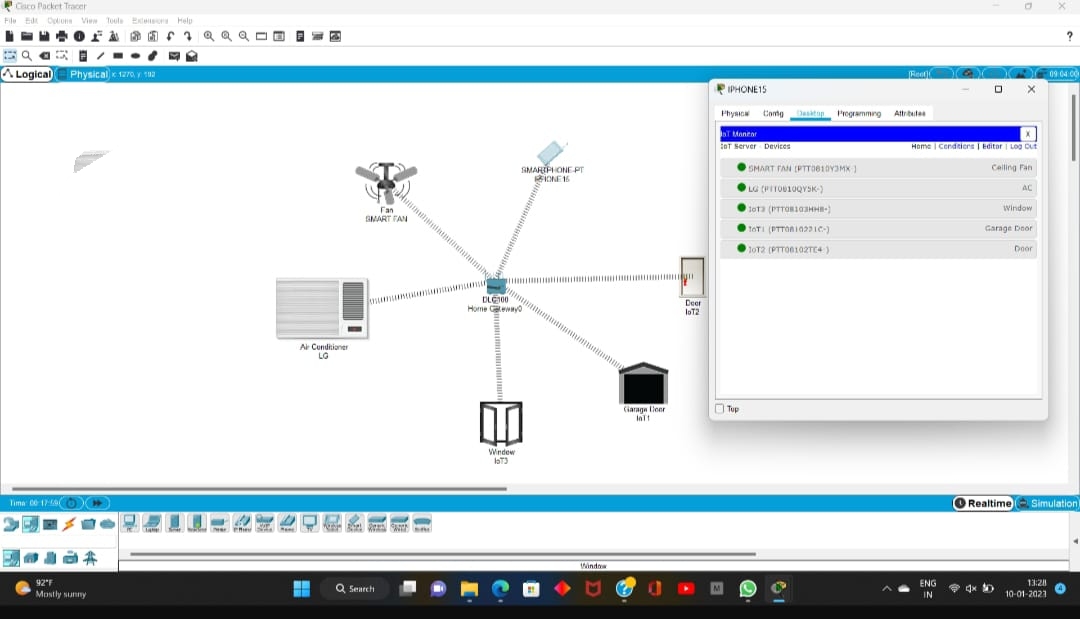 Cisco Packet Tracer
File Edit Options View Tools Extensions Help
Logical Physical x: 1270, y: 192
[Root] 09:04:00
SMARTPHONE-PT
IPHONE15
Fan
SMART FAN
DLC100
Home Gateway0
Air Conditioner
LG
Door
IoT2
Garage Door
IoT1
Window
IoT3
IPHONE15
Physical Config Desktop Programming Attributes
IoT Monitor X
IoT Server - Devices Home | Conditions | Editor | Log Out
SMART FAN (PTT0810Y3MX-) Ceiling Fan
LG (PTT0810QYSK-) AC
IoT3 (PTT08103HH8-) Window
IoT1 (PTT0810221C-) Garage Door
IoT2 (PTT08102TE4-) Door
Top
Time: 00:17:59
Realtime Simulation
Window
92°F
Mostly sunny
Search
ENG
IN
13:28
10-01-2023
4